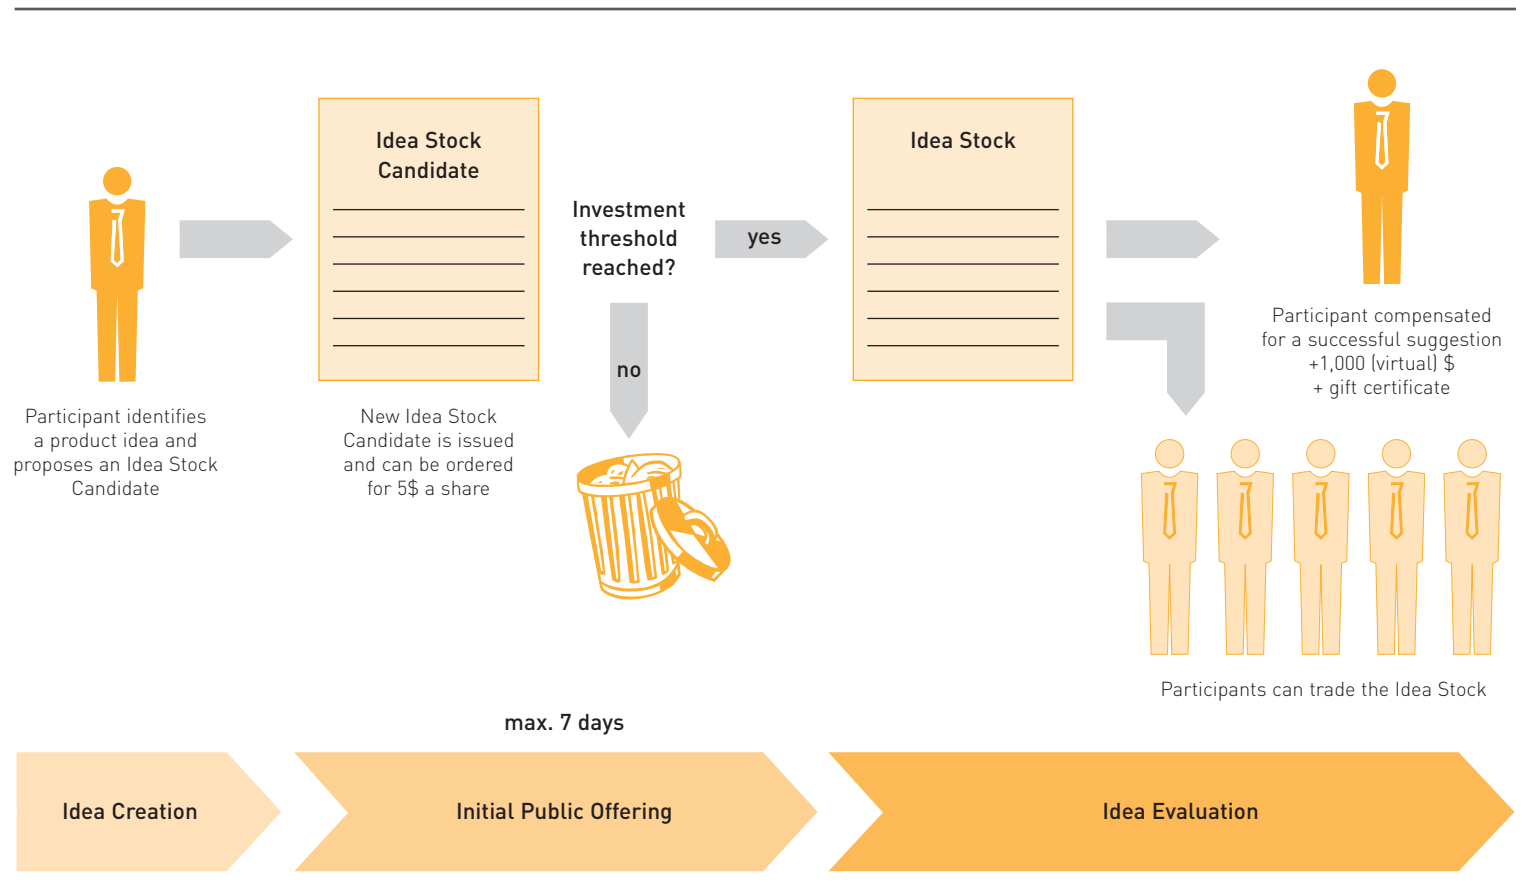 Idea Stock
Candidate
Participant identifies
a product idea and
proposes an Idea Stock
Candidate
New Idea Stock
Candidate is issued
and can be ordered
for 5$ a share
Investment
threshold
reached?
yes
no
Idea Stock
Participant compensated
for a successful suggestion
+1,000 (virtual) $
+ gift certificate
Participants can trade the Idea Stock
max. 7 days
Idea Creation
Initial Public Offering
Idea Evaluation